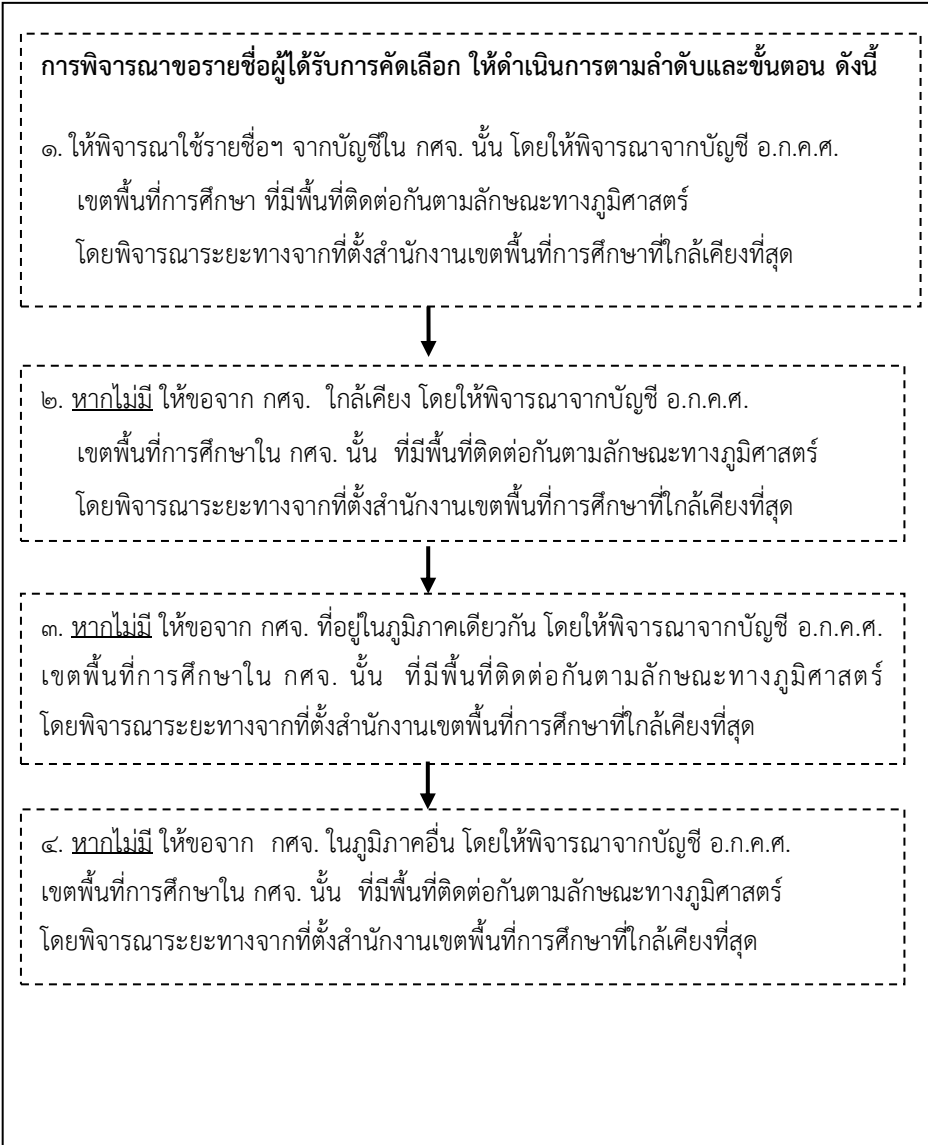 การพิจารณาขอรายชื่อผู้ได้รับการคัดเลือก ให้ดำเนินการตามลำดับและขั้นตอน ดังนี้
๑. ให้พิจารณาใช้รายชื่อฯ จากบัญชีใน กศจ. นั้น โดยให้พิจารณาจากบัญชี อ.ก.ค.ศ.
เขตพื้นที่การศึกษา ที่มีพื้นที่ติดต่อกันตามลักษณะทางภูมิศาสตร์
โดยพิจารณาระยะทางจากที่ตั้งสำนักงานเขตพื้นที่การศึกษาที่ใกล้เคียงที่สุด
๒. หากไม่มี ให้ขอจาก กศจ. ใกล้เคียง โดยให้พิจารณาจากบัญชี อ.ก.ค.ศ.
เขตพื้นที่การศึกษาใน กศจ. นั้น ที่มีพื้นที่ติดต่อกันตามลักษณะทางภูมิศาสตร์
โดยพิจารณาระยะทางจากที่ตั้งสำนักงานเขตพื้นที่การศึกษาที่ใกล้เคียงที่สุด
๓. หากไม่มี ให้ขอจาก กศจ. ที่อยู่ในภูมิภาคเดียวกัน โดยให้พิจารณาจากบัญชี อ.ก.ค.ศ.
เขตพื้นที่การศึกษาใน กศจ. นั้น ที่มีพื้นที่ติดต่อกันตามลักษณะทางภูมิศาสตร์
โดยพิจารณาระยะทางจากที่ตั้งสำนักงานเขตพื้นที่การศึกษาที่ใกล้เคียงที่สุด
๔. หากไม่มี ให้ขอจาก กศจ. ในภูมิภาคอื่น โดยให้พิจารณาจากบัญชี อ.ก.ค.ศ.
เขตพื้นที่การศึกษาใน กศจ. นั้น ที่มีพื้นที่ติดต่อกันตามลักษณะทางภูมิศาสตร์
โดยพิจารณาระยะทางจากที่ตั้งสำนักงานเขตพื้นที่การศึกษาที่ใกล้เคียงที่สุด